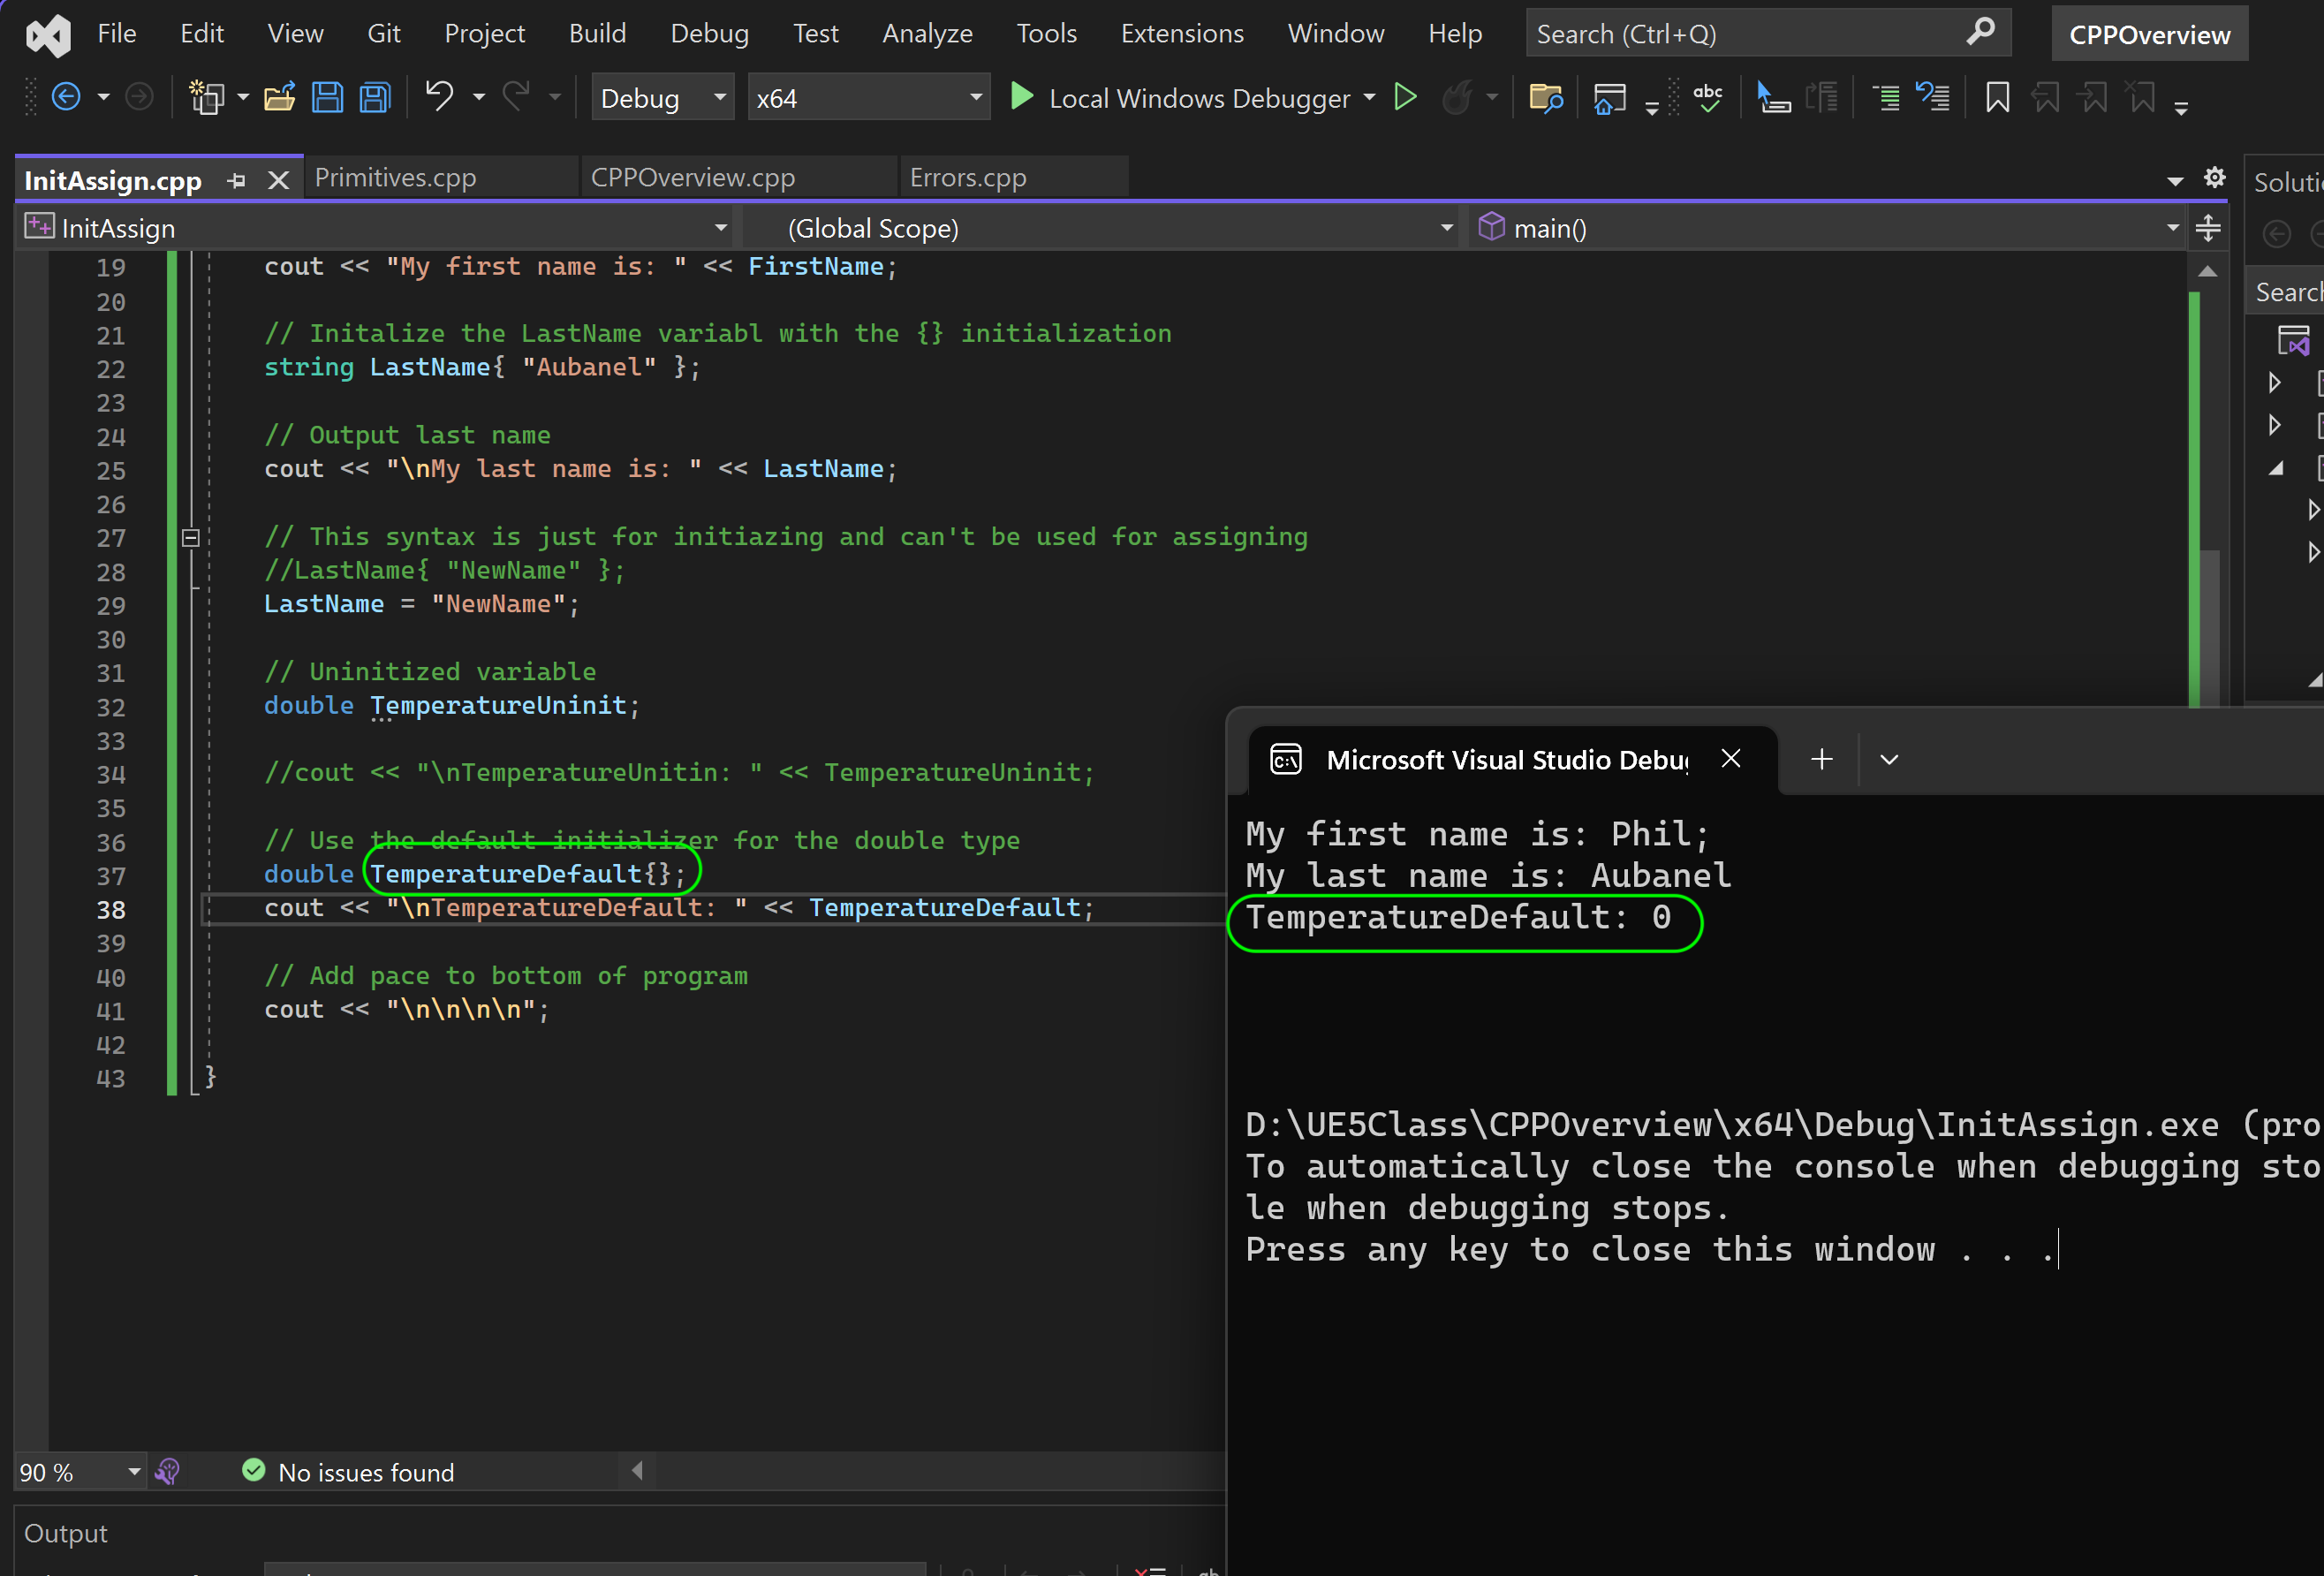 File Edit View Git Project Build Debug Test Analyze Tools Extensions Window Help Search (Ctrl+Q) CPPOverview
Debug x64 Local Windows Debugger abc
InitAssign.cpp Primitives.cpp CPPOverview.cpp Errors.cpp
InitAssign (Global Scope) main()
19 cout << "My first name is: " << FirstName;
20
21 // Initalize the LastName variabl with the {} initialization
22 string LastName{ "Aubanel" };
23
24 // Output last name
25 cout << "\nMy last name is: " << LastName;
26
27 // This syntax is just for initiazing and can't be used for assigning
28 //LastName{ "NewName" };
29 LastName = "NewName";
30
31 // Uninitized variable
32 double TemperatureUninit;
33
34 //cout << "\nTemperatureUnitin: " << TemperatureUninit;
35
36 // Use the default initializer for the double type
37 double TemperatureDefault{};
38 cout << "\nTemperatureDefault: " << TemperatureDefault;
39
40 // Add pace to bottom of program
41 cout << "\n\n\n\n";
42
43 }
90 % No issues found
Output
Soluti
Search
Microsoft Visual Studio Debug
My first name is: Phil;
My last name is: Aubanel
TemperatureDefault: 0
D:\UE5Class\CPPOverview\x64\Debug\InitAssign.exe (pro
To automatically close the console when debugging sto
le when debugging stops.
Press any key to close this window . . .